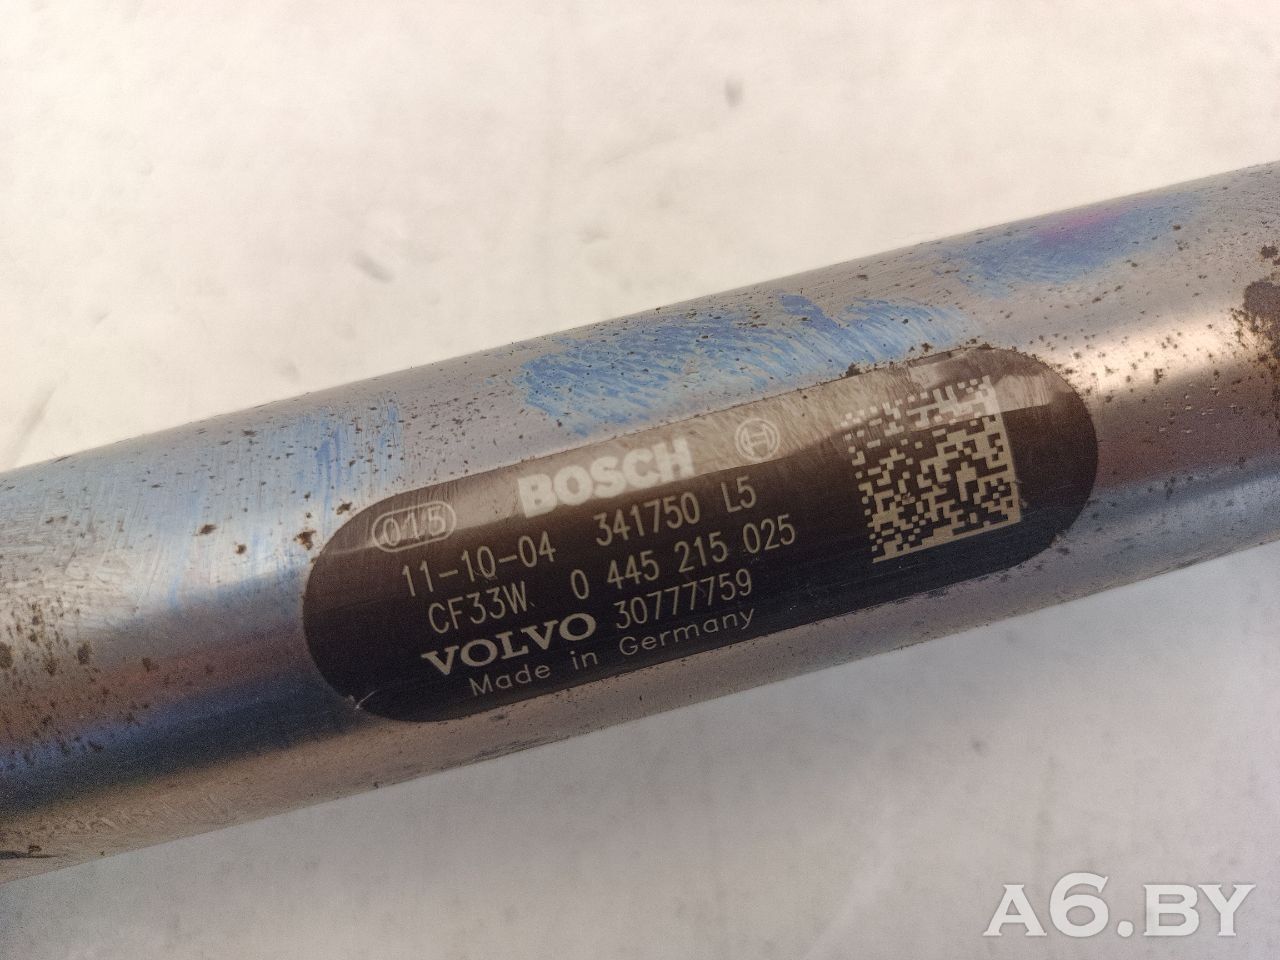 015 BOSCH
11-10-04 341750 L5
CF33W 0 445 215 025
VOLVO 30777759
Made in Germany
A6.BY